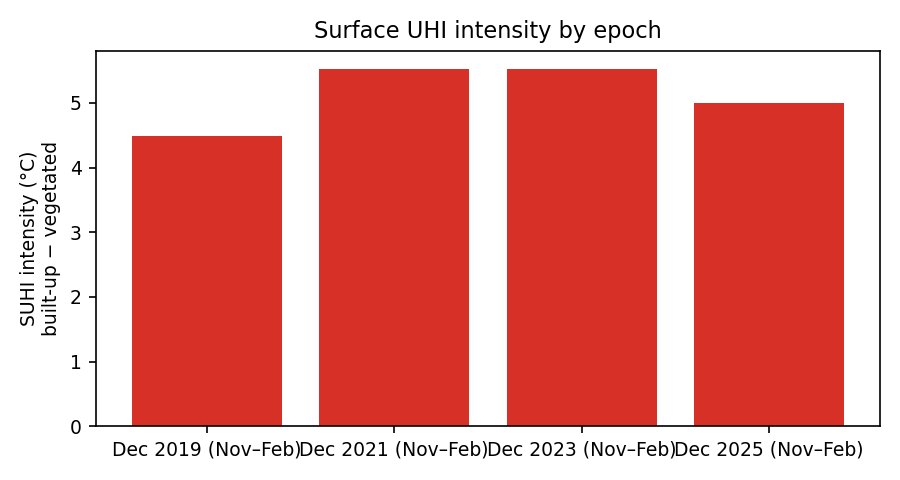 Surface UHI intensity by epoch
SUHI intensity (°C)
built-up − vegetated
5
4
3
2
1
0
Dec 2019 (Nov–Feb)
Dec 2021 (Nov–Feb)
Dec 2023 (Nov–Feb)
Dec 2025 (Nov–Feb)